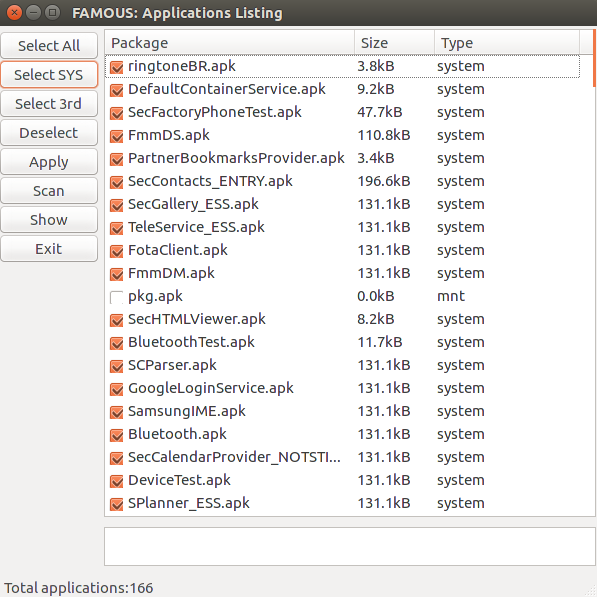 FAMOUS: Applications Listing
Select All
Select SYS
Select 3rd
Deselect
Apply
Scan
Show
Exit
Package Size Type
ringtoneBR.apk 3.8kB system
DefaultContainerService.apk 9.2kB system
SecFactoryPhoneTest.apk 47.7kB system
FmmDS.apk 110.8kB system
PartnerBookmarksProvider.apk 3.4kB system
SecContacts_ENTRY.apk 196.6kB system
SecGallery_ESS.apk 131.1kB system
TeleService_ESS.apk 131.1kB system
FotaClient.apk 131.1kB system
FmmDM.apk 131.1kB system
pkg.apk 0.0kB mnt
SecHTMLViewer.apk 8.2kB system
BluetoothTest.apk 11.7kB system
SCParser.apk 131.1kB system
GoogleLoginService.apk 131.1kB system
SamsungIME.apk 131.1kB system
Bluetooth.apk 131.1kB system
SecCalendarProvider_NOTSTI... 131.1kB system
DeviceTest.apk 131.1kB system
SPlanner_ESS.apk 131.1kB system
Total applications:166